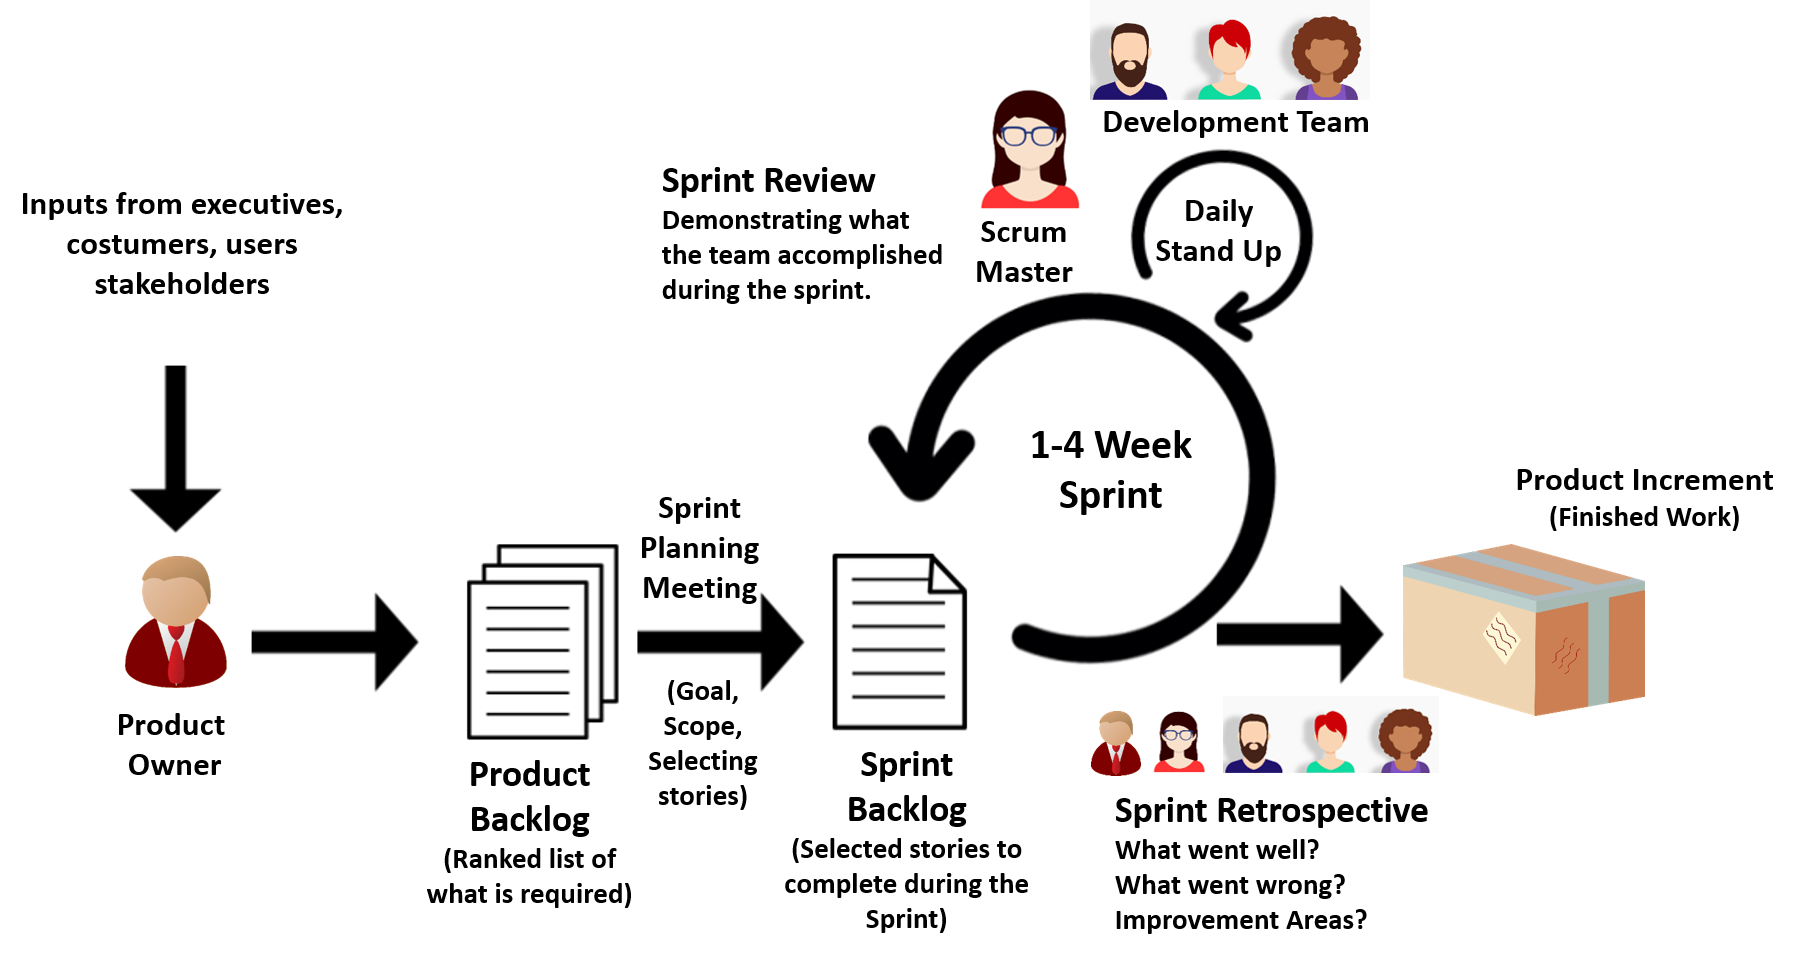 Inputs from executives,
costumers, users
stakeholders
Product
Owner
Product
Backlog
(Ranked list of
what is required)
Sprint
Planning
Meeting
(Goal,
Scope,
Selecting
stories)
Sprint
Backlog
(Selected stories to
complete during the
Sprint)
Sprint Review
Demonstrating what
the team accomplished
during the sprint.
Scrum
Master
Development Team
Daily
Stand Up
1-4 Week
Sprint
Product Increment
(Finished Work)
Sprint Retrospective
What went well?
What went wrong?
Improvement Areas?